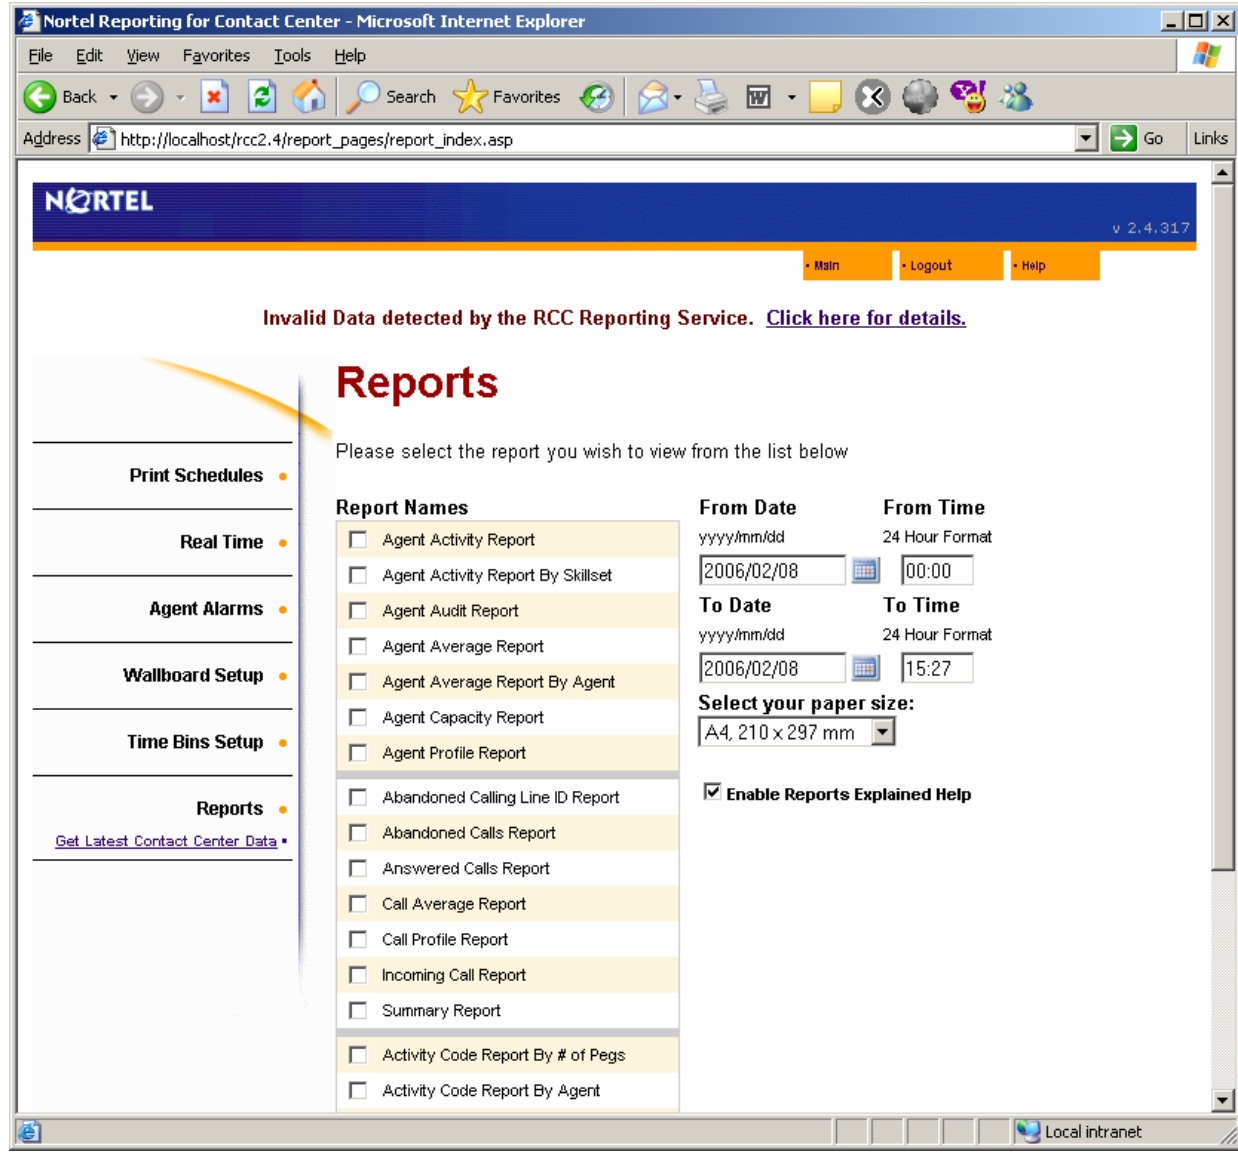 Nortel Reporting for Contact Center - Microsoft Internet Explorer
File Edit View Favorites Tools Help
Back Search Favorites
Address http://localhost/rcc2.4/report_pages/report_index.asp Go Links
NORTEL
v 2.4.317
Main Logout Help
Invalid Data detected by the RCC Reporting Service. Click here for details.
Reports
Please select the report you wish to view from the list below
Print Schedules
Real Time
Agent Alarms
Wallboard Setup
Time Bins Setup
Reports
Get Latest Contact Center Data
Report Names
Agent Activity Report
Agent Activity Report By Skillset
Agent Audit Report
Agent Average Report
Agent Average Report By Agent
Agent Capacity Report
Agent Profile Report
Abandoned Calling Line ID Report
Abandoned Calls Report
Answered Calls Report
Call Average Report
Call Profile Report
Incoming Call Report
Summary Report
Activity Code Report By # of Pegs
Activity Code Report By Agent
From Date From Time
yyyy/mm/dd 24 Hour Format
2006/02/08 00:00
To Date To Time
yyyy/mm/dd 24 Hour Format
2006/02/08 15:27
Select your paper size:
A4, 210 x 297 mm
Enable Reports Explained Help
Local intranet